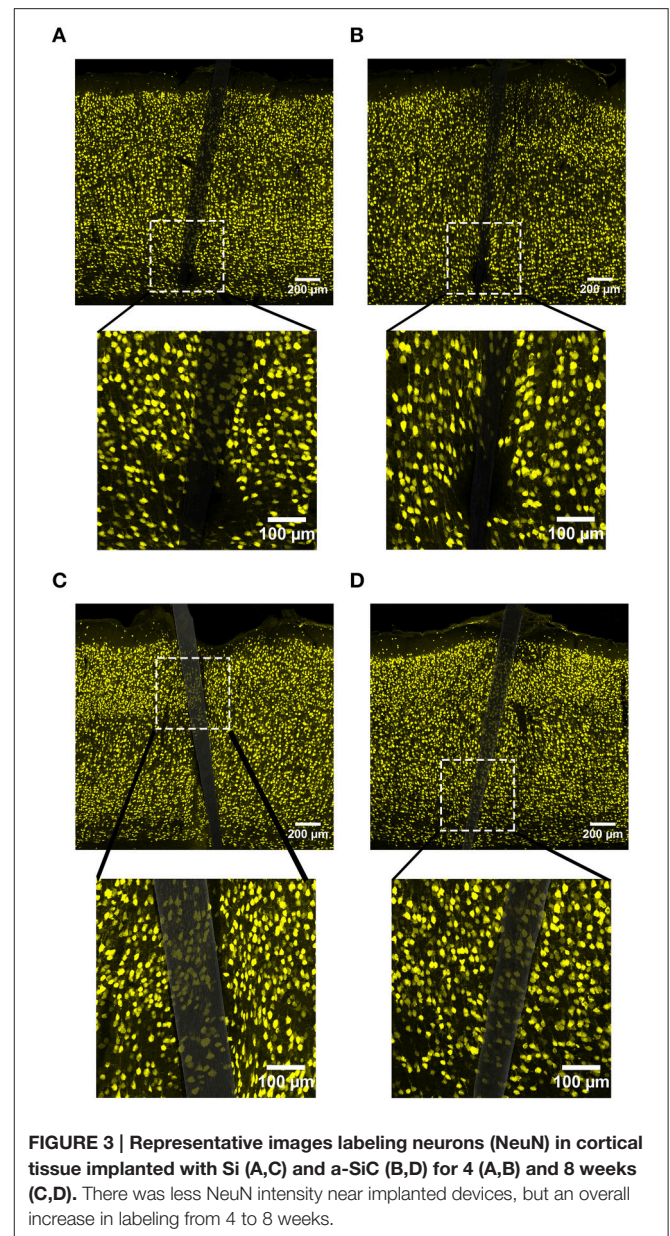 A
B
200 µm
200 µm
100 µm
100 µm
C
D
200 µm
200 µm
100 µm
100 µm
FIGURE 3 | Representative images labeling neurons (NeuN) in cortical
tissue implanted with Si (A,C) and a-SiC (B,D) for 4 (A,B) and 8 weeks
(C,D). There was less NeuN intensity near implanted devices, but an overall
increase in labeling from 4 to 8 weeks.